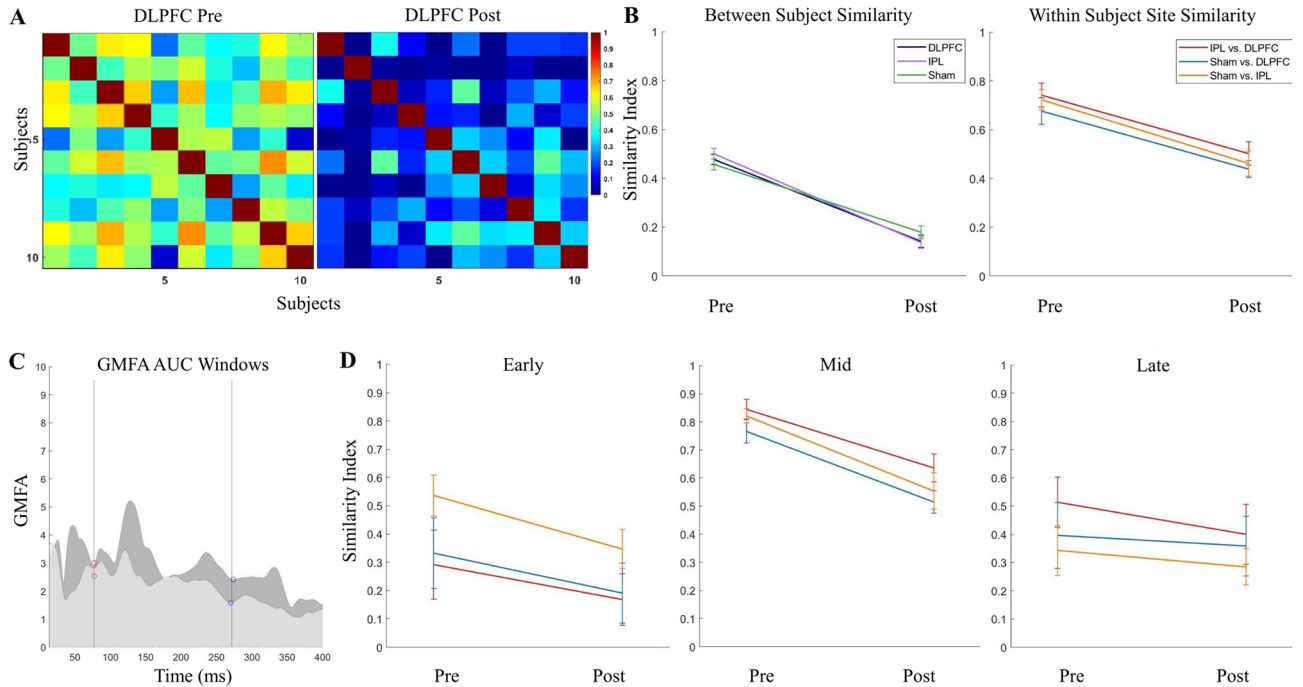 A
DLPFC Pre
DLPFC Post
Subjects
5
10
5
10
5
10
Subjects
1
0.9
0.8
0.7
0.6
0.5
0.4
0.3
0.2
0.1
0
B
Between Subject Similarity
Similarity Index
1
0.8
0.6
0.4
0.2
0
DLPFC
IPL
Sham
Pre
Post
Within Subject Site Similarity
1
0.8
0.6
0.4
0.2
0
IPL vs. DLPFC
Sham vs. DLPFC
Sham vs. IPL
Pre
Post
C
GMFA AUC Windows
GMFA
10
9
8
7
6
5
4
3
2
1
0
50
100
150
200
250
300
350
400
Time (ms)
D
Early
Similarity Index
1
0.9
0.8
0.7
0.6
0.5
0.4
0.3
0.2
0.1
0
Pre
Post
Mid
1
0.9
0.8
0.7
0.6
0.5
0.4
0.3
0.2
0.1
0
Pre
Post
Late
1
0.9
0.8
0.7
0.6
0.5
0.4
0.3
0.2
0.1
0
Pre
Post